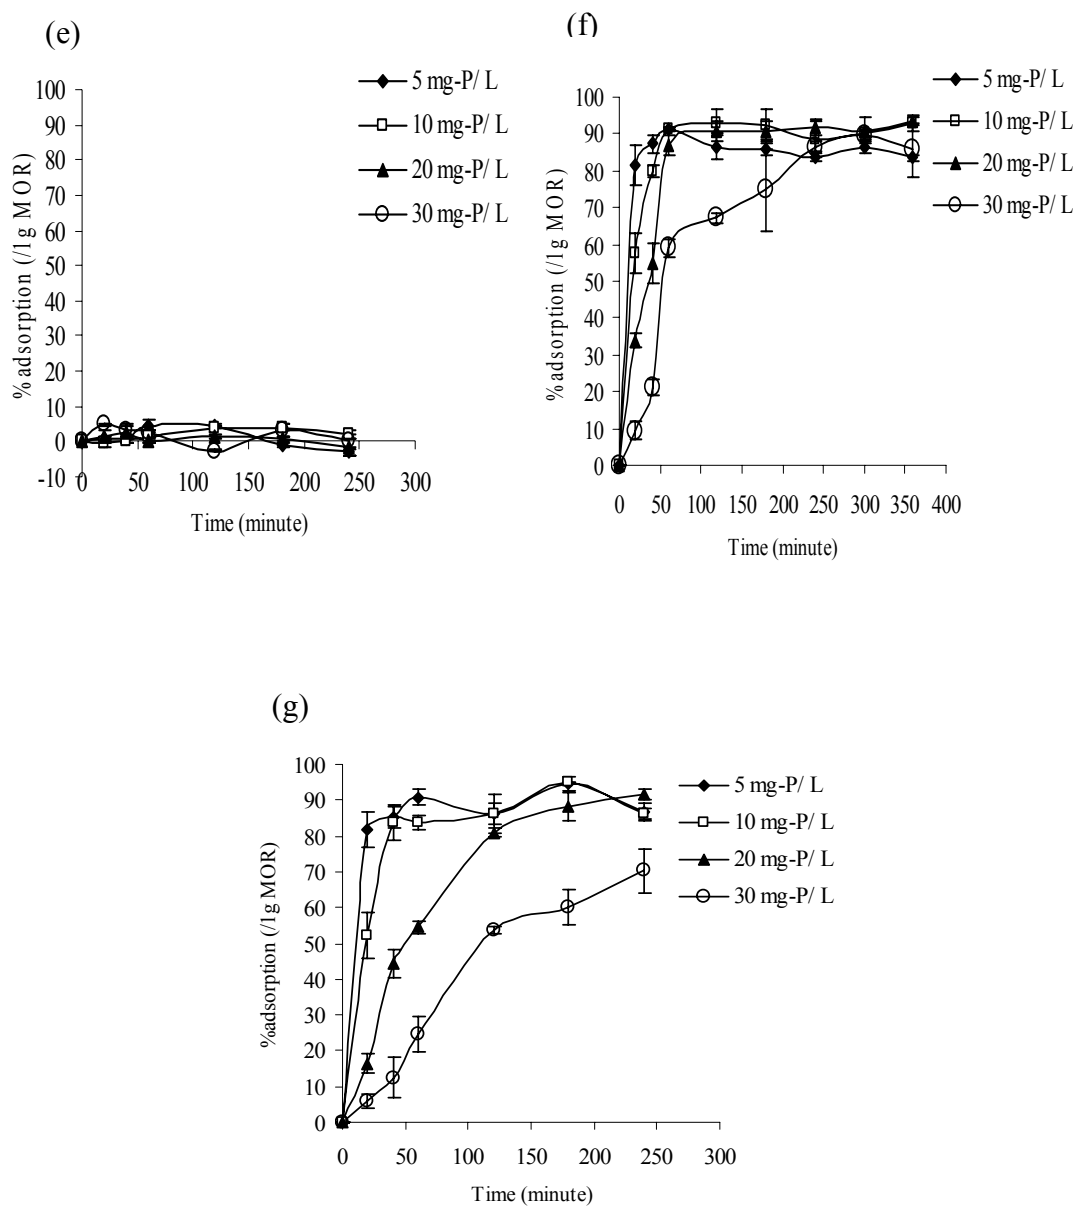 (e)
5 mg-P/ L
10 mg-P/ L
20 mg-P/ L
30 mg-P/ L
100
90
80
70
60
50
40
30
20
10
0
-10
%adsorption (/1g MOR)
0 50 100 150 200 250 300
Time (minute)
(f)
5 mg-P/ L
10 mg-P/ L
20 mg-P/ L
30 mg-P/ L
100
90
80
70
60
50
40
30
20
10
0
%adsorption (/1g MOR)
0 50 100 150 200 250 300 350 400
Time (minute)
(g)
5 mg-P/ L
10 mg-P/ L
20 mg-P/ L
30 mg-P/ L
100
90
80
70
60
50
40
30
20
10
0
%adsorption (/1g MOR)
0 50 100 150 200 250 300
Time (minute)